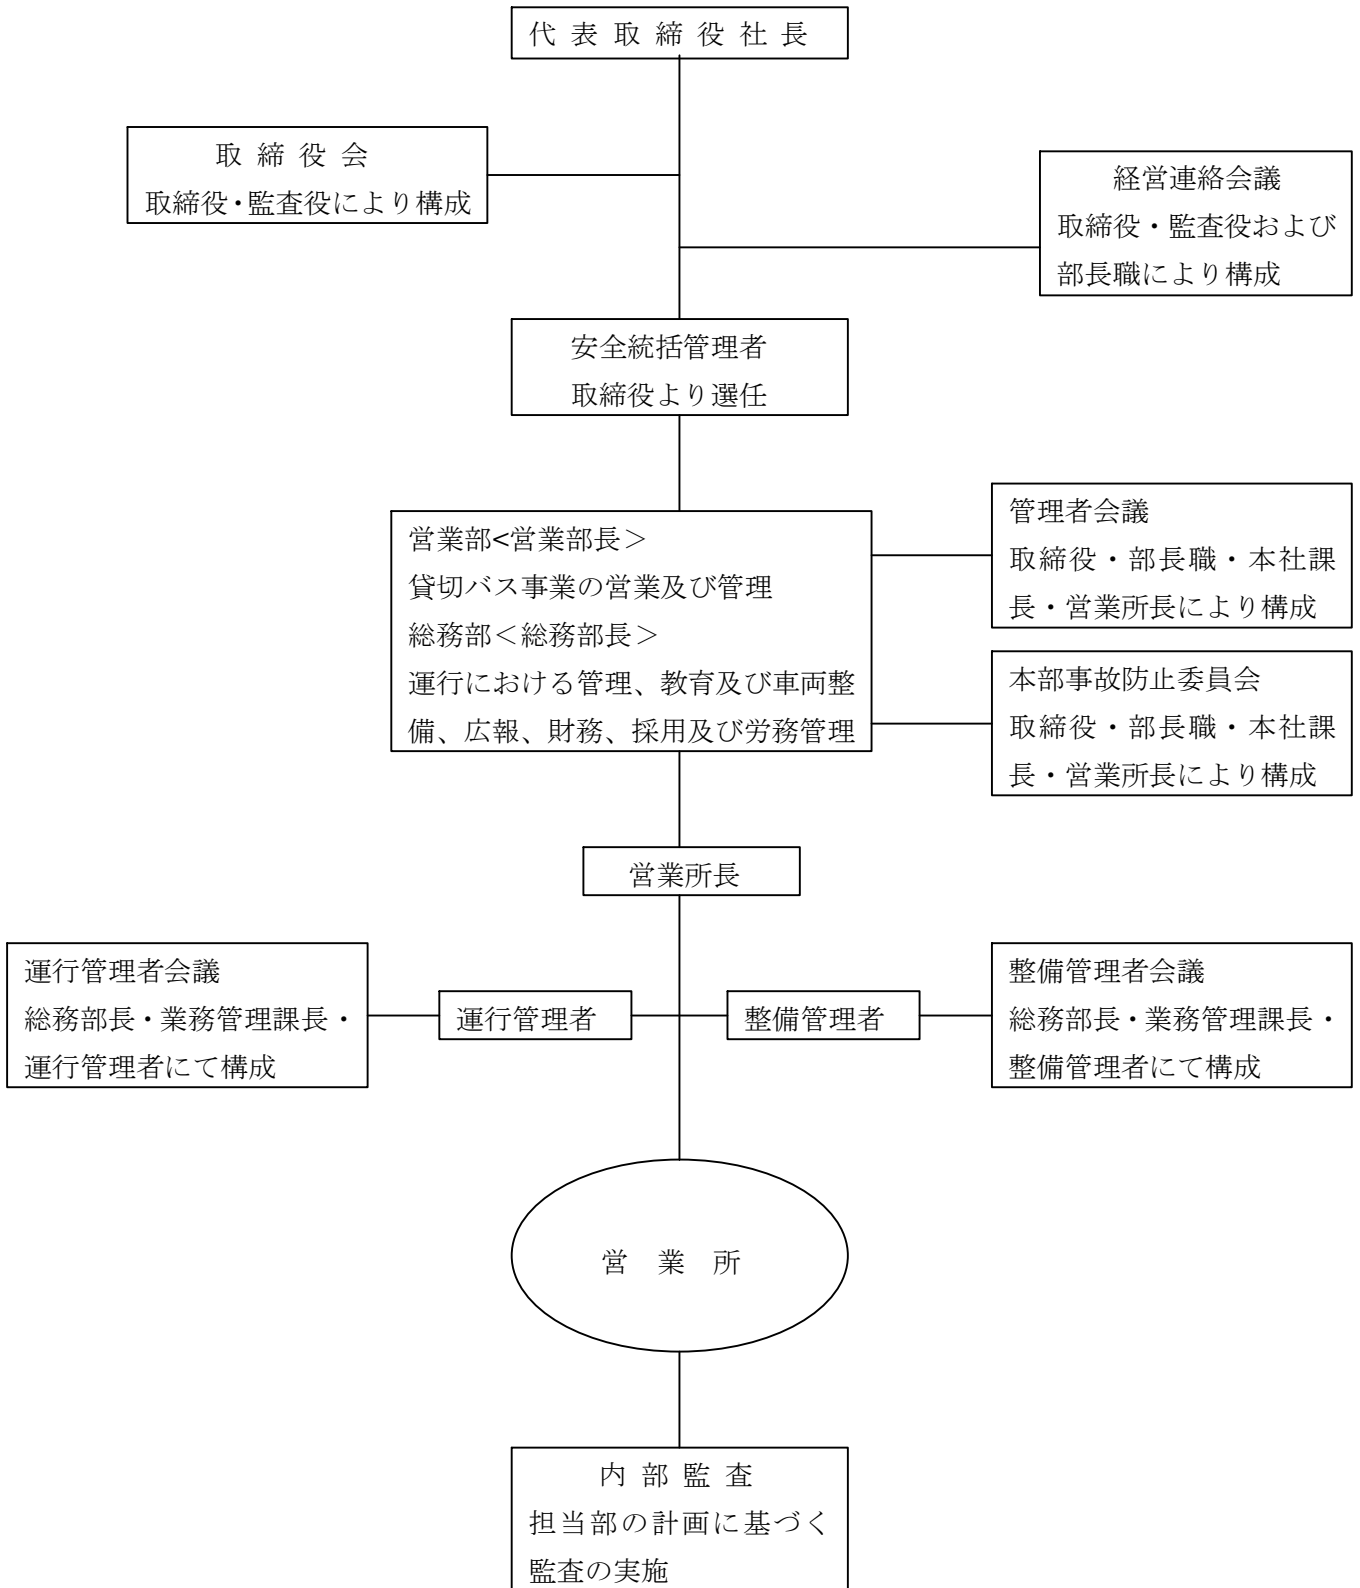 代表取締役社長
取締役会
取締役・監査役により構成
経営連絡会議
取締役・監査役および
部長職により構成
安全統括管理者
取締役より選任
営業部<営業部長＞
貸切バス事業の営業及び管理
総務部＜総務部長＞
運行における管理、教育及び車両整
備、広報、財務、採用及び労務管理
管理者会議
取締役・部長職・本社課
長・営業所長により構成
本部事故防止委員会
取締役・部長職・本社課
長・営業所長により構成
営業所長
運行管理者会議
総務部長・業務管理課長・
運行管理者にて構成
運行管理者
整備管理者
整備管理者会議
総務部長・業務管理課長・
整備管理者にて構成
営業所
内部監査
担当部の計画に基づく
監査の実施